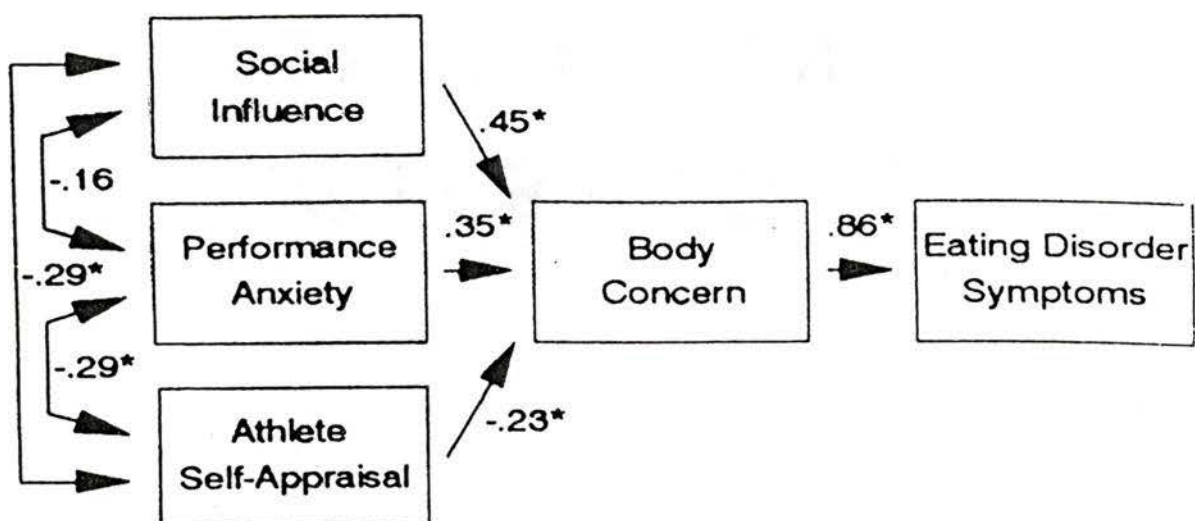 Social
Influence
.45*
-.16
Performance
Anxiety
.35*
Body
Concern
.86*
Eating Disorder
Symptoms
-.29*
-.29*
Athlete
Self-Appraisal
-.23*